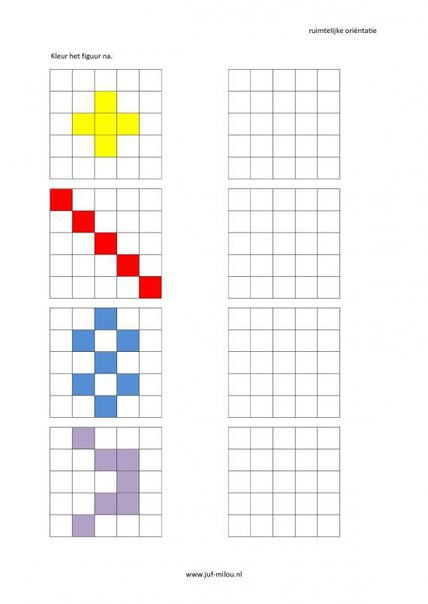 ruimtelijke oriëntatie
Kleur het figuur na.
www.juf-milou.nl